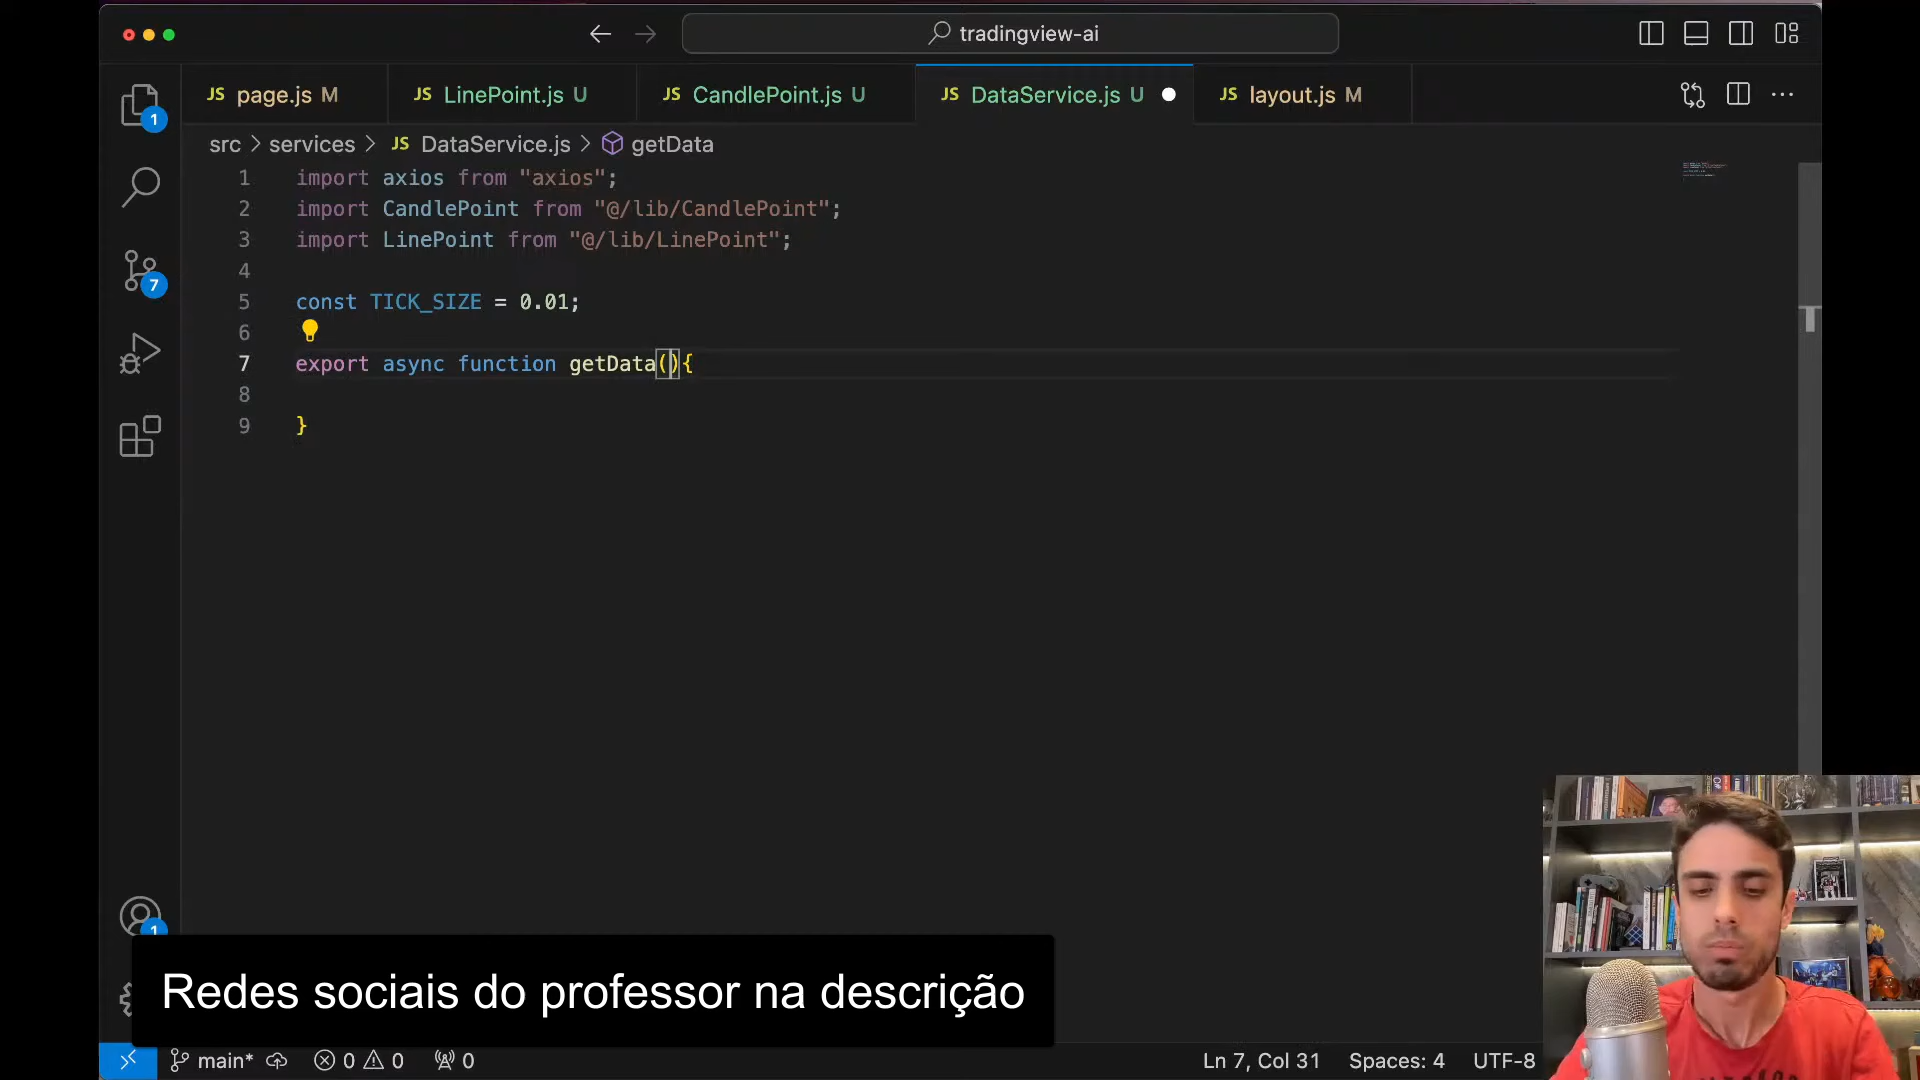 tradingview-ai
1
JS page.js M
JS LinePoint.js U
JS CandlePoint.js U
JS DataService.js U
JS layout.js M
src > services > JS DataService.js > getData
1 import axios from "axios";
2 import CandlePoint from "@/lib/CandlePoint";
3 import LinePoint from "@/lib/LinePoint";
4
5 const TICK_SIZE = 0.01;
6
7 export async function getData(){
8
9 }
7
1
Redes sociais do professor na descrição
main* 0 0 0
Ln 7, Col 31 Spaces: 4 UTF-8